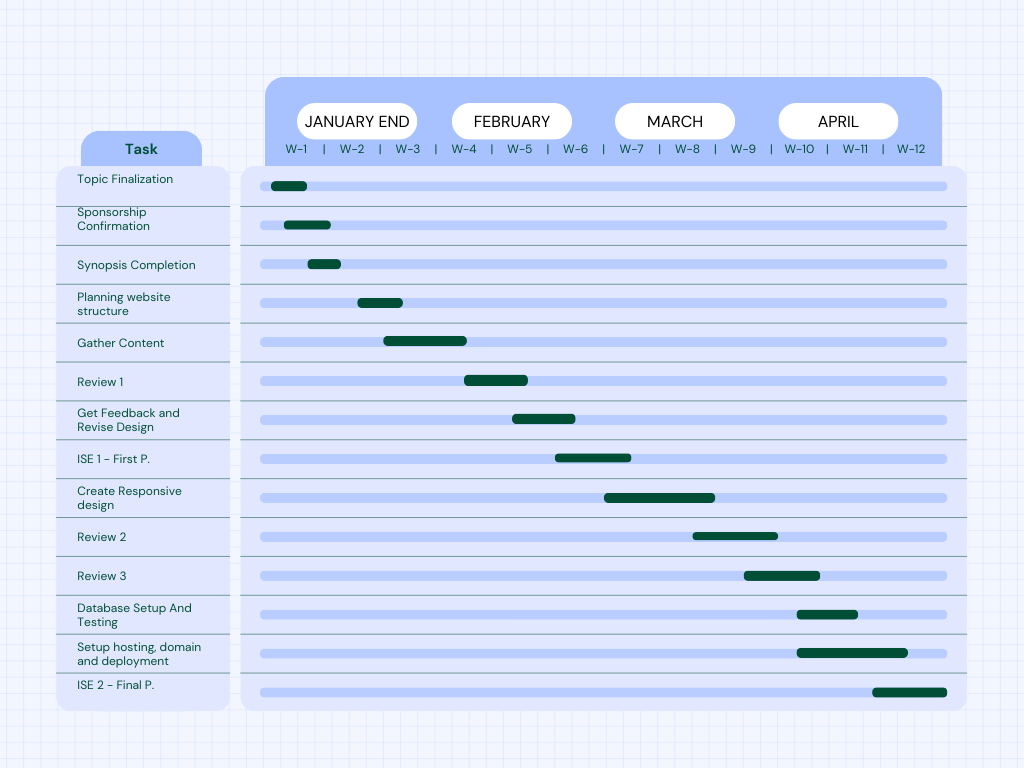 JANUARY END FEBRUARY MARCH APRIL
Task
W-1 | W-2 | W-3 | W-4 | W-5 | W-6 | W-7 | W-8 | W-9 | W-10 | W-11 | W-12
Topic Finalization
Sponsorship
Confirmation
Synopsis Completion
Planning website
structure
Gather Content
Review 1
Get Feedback and
Revise Design
ISE 1 - First P.
Create Responsive
design
Review 2
Review 3
Database Setup And
Testing
Setup hosting, domain
and deployment
ISE 2 - Final P.